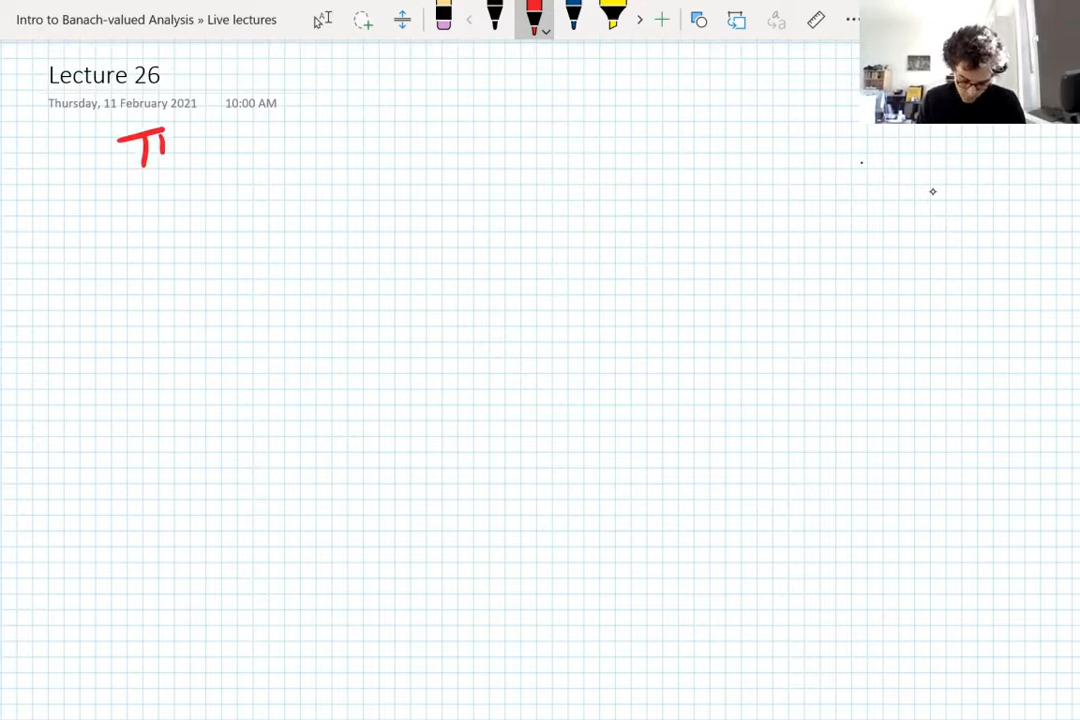 Intro to Banach-valued Analysis » Live lectures
Lecture 26
Thursday, 11 February 2021 10:00 AM